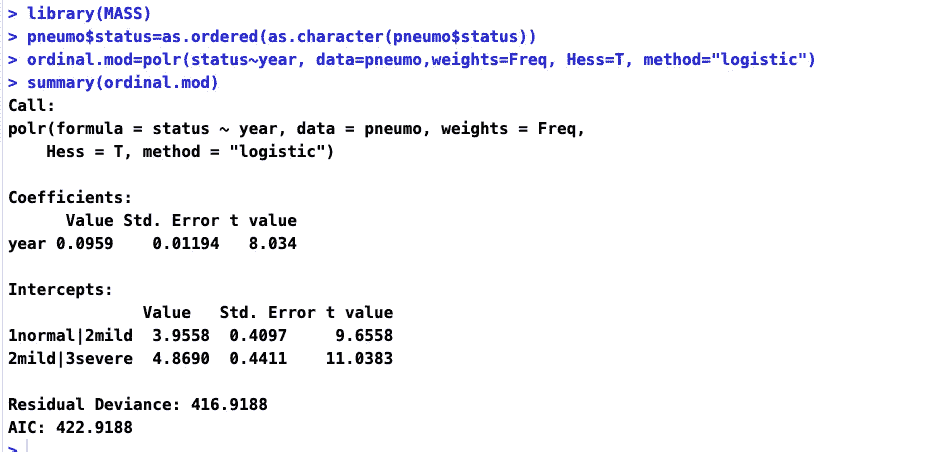 > library(MASS)
> pneumo$status=as.ordered(as.character(pneumo$status))
> ordinal.mod=polr(status~year, data=pneumo,weights=Freq, Hess=T, method="logistic")
> summary(ordinal.mod)
Call:
polr(formula = status ~ year, data = pneumo, weights = Freq,
    Hess = T, method = "logistic")

Coefficients:
      Value Std. Error t value
year 0.0959    0.01194   8.034

Intercepts:
               Value   Std. Error t value
1normal|2mild  3.9558  0.4097     9.6558
2mild|3severe  4.8690  0.4411    11.0383

Residual Deviance: 416.9188
AIC: 422.9188
>